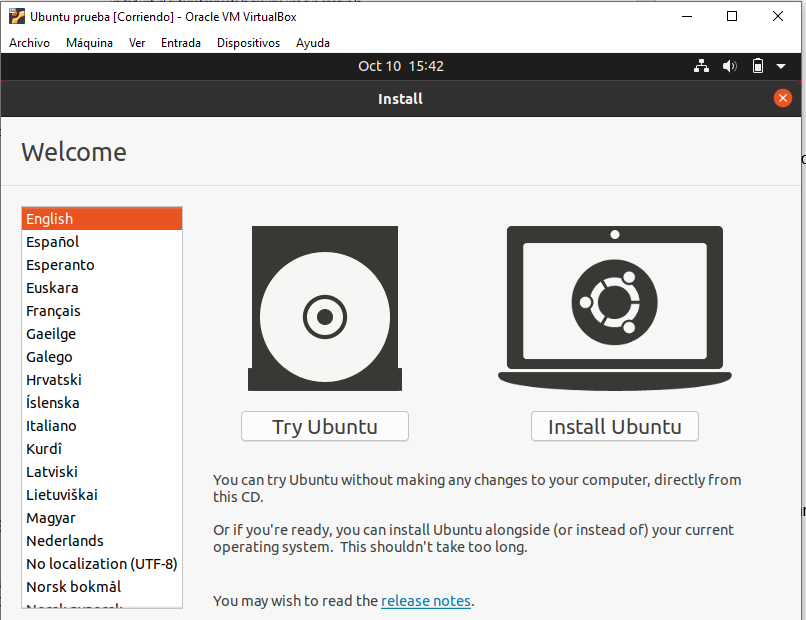 Ubuntu prueba [Corriendo] - Oracle VM VirtualBox
Archivo Máquina Ver Entrada Dispositivos Ayuda
Oct 10 15:42
Install
Welcome
English
Español
Esperanto
Euskara
Français
Gaeilge
Galego
Hrvatski
Íslenska
Italiano
Kurdî
Latviski
Lietuviškai
Magyar
Nederlands
No localization (UTF-8)
Norsk bokmål
Try Ubuntu
Install Ubuntu
You can try Ubuntu without making any changes to your computer, directly from
this CD.
Or if you're ready, you can install Ubuntu alongside (or instead of) your current
operating system. This shouldn't take too long.
You may wish to read the release notes.